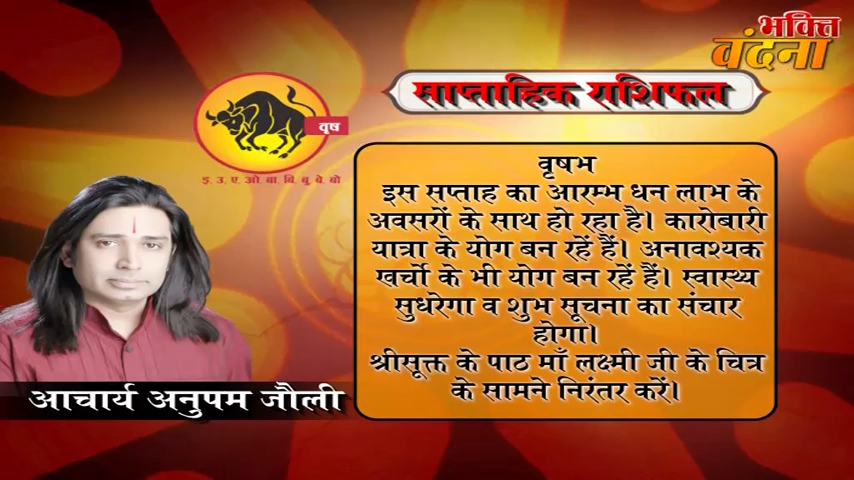 भक्ति
वंदना
साप्ताहिक राशिफल
वृष
इ. उ. ए. ओ. बा. बि. बु. बे. बो
वृषभ
इस सप्ताह का आरम्भ धन लाभ के
अवसरों के साथ हो रहा है। कारोबारी
यात्रा के योग बन रहें हैं। अनावश्यक
खर्चो के भी योग बन रहें हैं। स्वास्थ्य
सुधरेगा व शुभ सूचना का संचार
होगा।
श्रीसूक्त के पाठ माँ लक्ष्मी जी के चित्र
के सामने निरंतर करें।
आचार्य अनुपम जौली